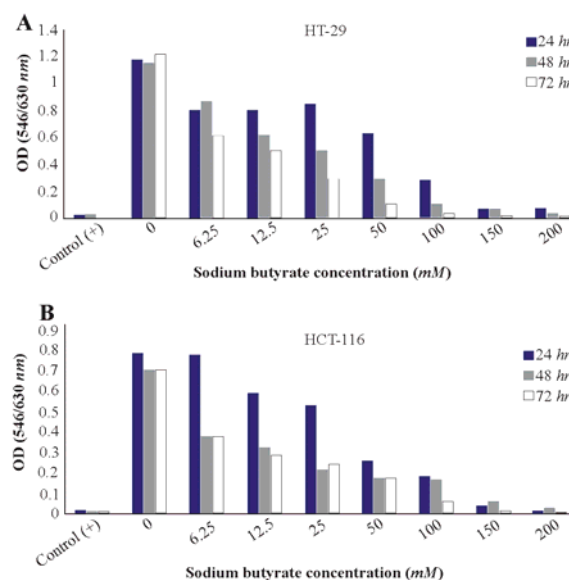 A
HT-29
OD (546/630 nm)
1.4
1.2
1
0.8
0.6
0.4
0.2
0
24 hr
48 hr
72 hr
Control (+)
0
6.25
12.5
25
50
100
150
200
Sodium butyrate concentration (mM)
B
HCT-116
OD (546/630 nm)
0.9
0.8
0.7
0.6
0.5
0.4
0.3
0.2
0.1
0
24 hr
48 hr
72 hr
Control (+)
0
6.25
12.5
25
50
100
150
200
Sodium butyrate concentration (mM)